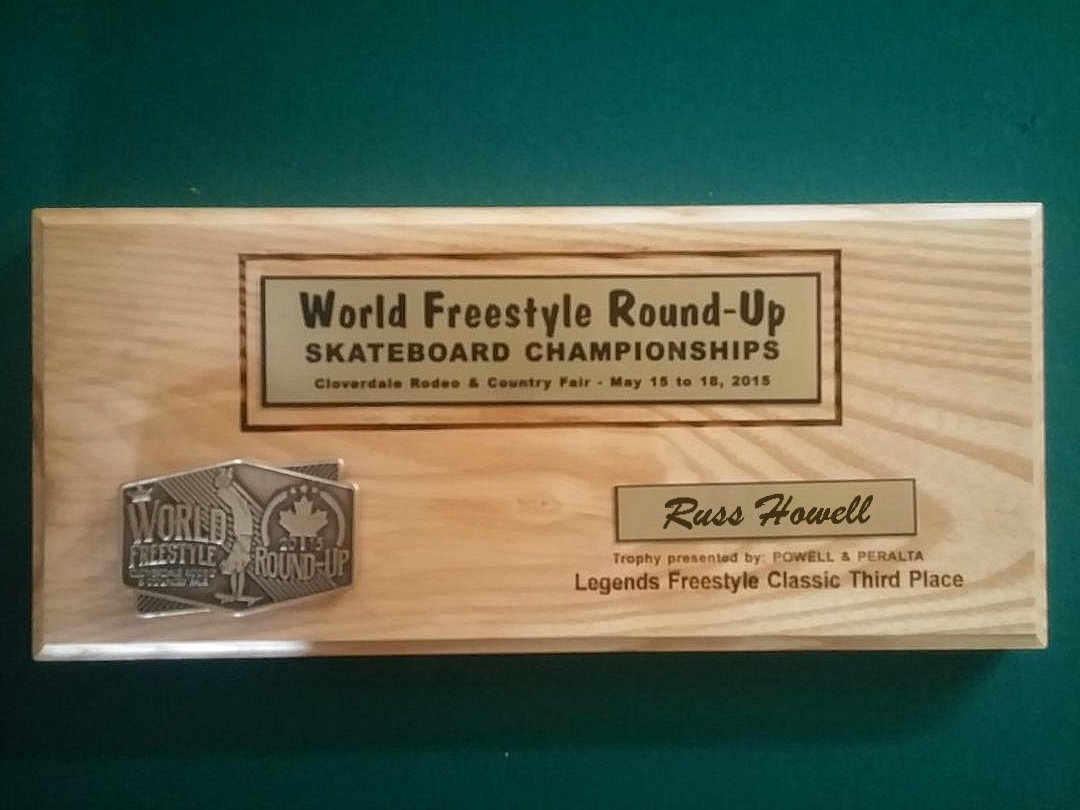 World Freestyle Round-Up
SKATEBOARD CHAMPIONSHIPS
Cloverdale Rodeo & Country Fair - May 15 to 18, 2015
WORLD
FREESTYLE
2015
ROUND-UP
Russ Howell
Trophy presented by: POWELL & PERALTA
Legends Freestyle Classic Third Place